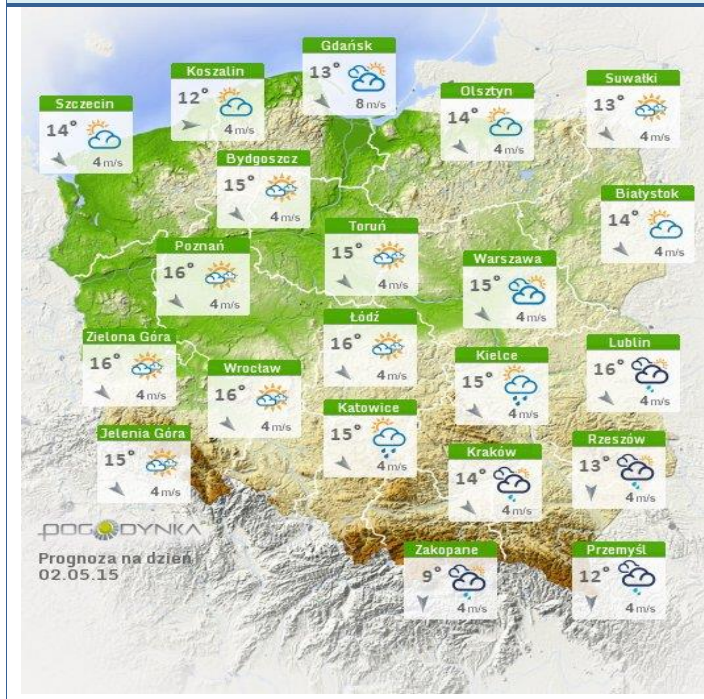 Gdańsk
13°
8 m/s
Koszalin
12°
4 m/s
Szczecin
14°
4 m/s
Olsztyn
14°
4 m/s
Suwałki
13°
4 m/s
Bydgoszcz
15°
4 m/s
Białystok
14°
4 m/s
Toruń
15°
4 m/s
Poznań
16°
4 m/s
Warszawa
15°
4 m/s
Łódź
16°
4 m/s
Zielona Góra
16°
4 m/s
Wrocław
16°
4 m/s
Kielce
15°
4 m/s
Lublin
16°
4 m/s
Katowice
15°
4 m/s
Jelenia Góra
15°
4 m/s
Kraków
14°
4 m/s
Rzeszów
13°
4 m/s
POGODYNKA
Prognoza na dzień
02.05.15
Zakopane
9°
4 m/s
Przemyśl
12°
4 m/s